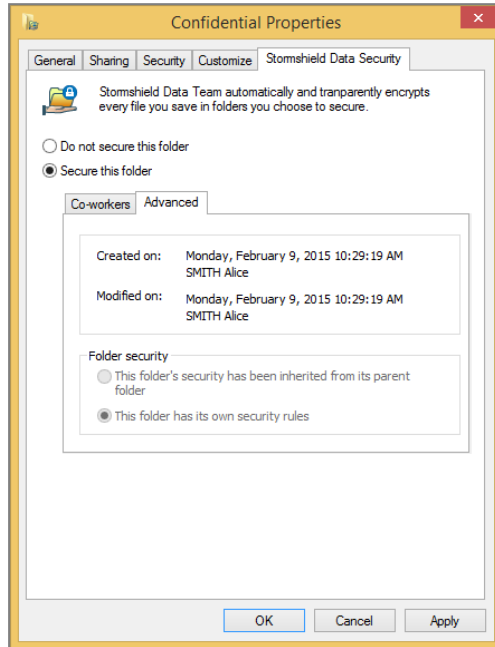 Confidential Properties
General Sharing Security Customize Stormshield Data Security
Stormshield Data Team automatically and tranparently encrypts
every file you save in folders you choose to secure.
Do not secure this folder
Secure this folder
Co-workers Advanced
Created on: Monday, February 9, 2015 10:29:19 AM
SMITH Alice
Modified on: Monday, February 9, 2015 10:29:19 AM
SMITH Alice
Folder security
This folder's security has been inherited from its parent
folder
This folder has its own security rules
OK Cancel Apply